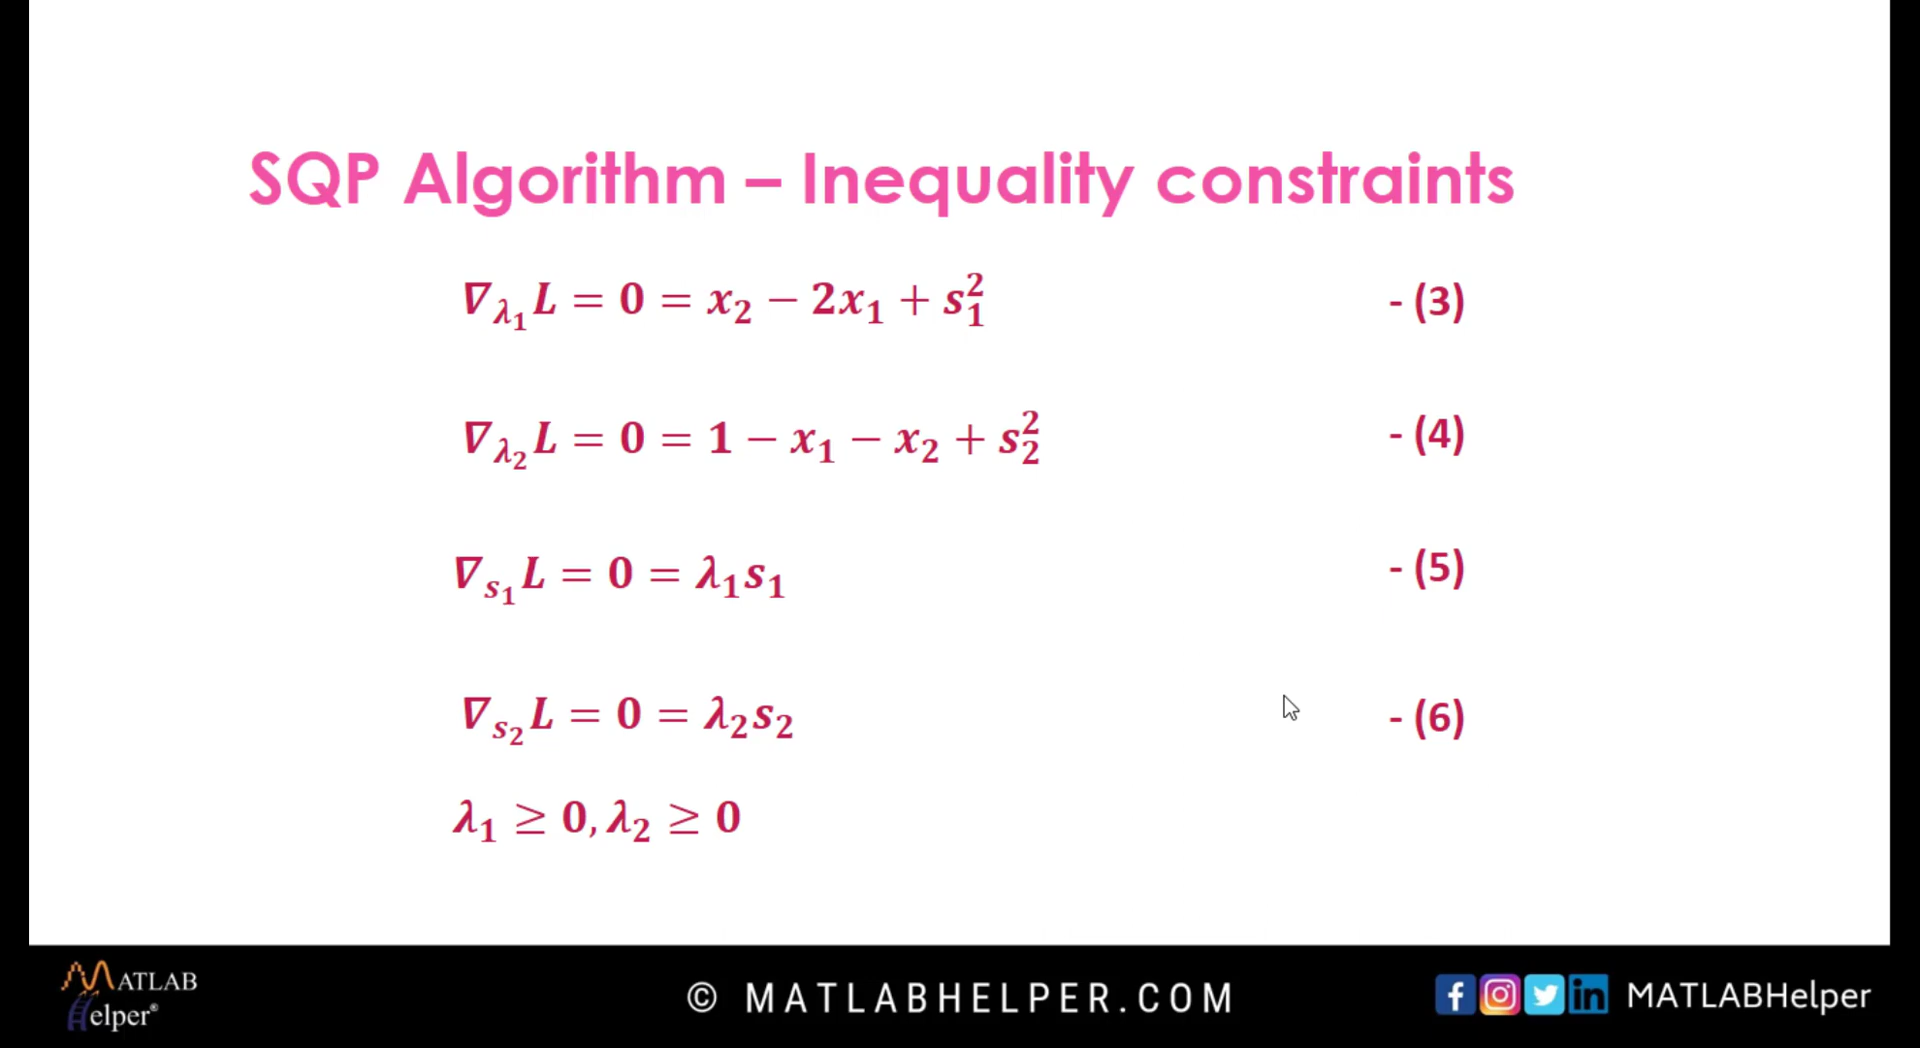 SQP Algorithm – Inequality constraints
∇λ₁L = 0 = x₂ − 2x₁ + s₁² - (3)
∇λ₂L = 0 = 1 − x₁ − x₂ + s₂² - (4)
∇s₁L = 0 = λ₁s₁ - (5)
∇s₂L = 0 = λ₂s₂ - (6)
λ₁ ≥ 0, λ₂ ≥ 0
MATLAB
Helper®
© MATLABHELPER.COM
MATLABHelper